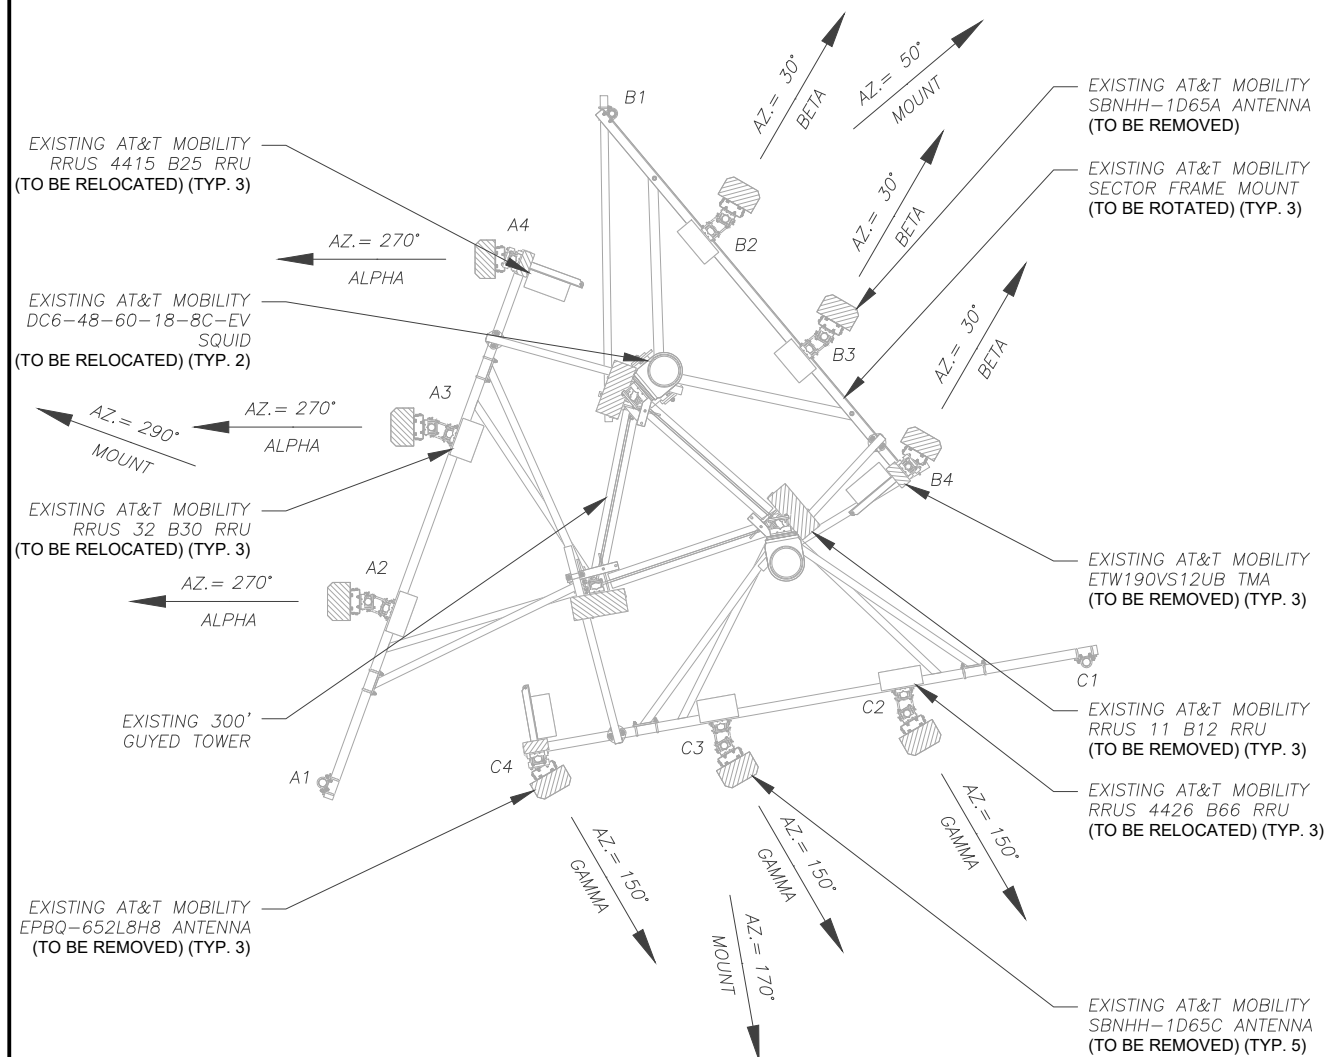 EXISTING AT&T MOBILITY
RRUS 4415 B25 RRU
(TO BE RELOCATED) (TYP. 3)
EXISTING AT&T MOBILITY
DC6-48-60-18-8C-EV
SQUID
(TO BE RELOCATED) (TYP. 2)
AZ.= 290°
MOUNT
EXISTING AT&T MOBILITY
RRUS 32 B30 RRU
(TO BE RELOCATED) (TYP. 3)
EXISTING 300'
GUYED TOWER
EXISTING AT&T MOBILITY
EPBQ-652L8H8 ANTENNA
(TO BE REMOVED) (TYP. 3)
A4
AZ.= 270°
ALPHA
A3
AZ.= 270°
ALPHA
A2
AZ.= 270°
ALPHA
A1
B1
AZ.= 30°
BETA
AZ.= 50°
MOUNT
B2
AZ.= 30°
BETA
B3
AZ.= 30°
BETA
B4
C1
C2
C3
C4
AZ.= 150°
GAMMA
AZ.= 150°
GAMMA
AZ.= 150°
GAMMA
AZ.= 170°
MOUNT
EXISTING AT&T MOBILITY
SBNHH-1D65A ANTENNA
(TO BE REMOVED)
EXISTING AT&T MOBILITY
SECTOR FRAME MOUNT
(TO BE ROTATED) (TYP. 3)
EXISTING AT&T MOBILITY
ETW190VS12UB TMA
(TO BE REMOVED) (TYP. 3)
EXISTING AT&T MOBILITY
RRUS 11 B12 RRU
(TO BE REMOVED) (TYP. 3)
EXISTING AT&T MOBILITY
RRUS 4426 B66 RRU
(TO BE RELOCATED) (TYP. 3)
EXISTING AT&T MOBILITY
SBNHH-1D65C ANTENNA
(TO BE REMOVED) (TYP. 5)